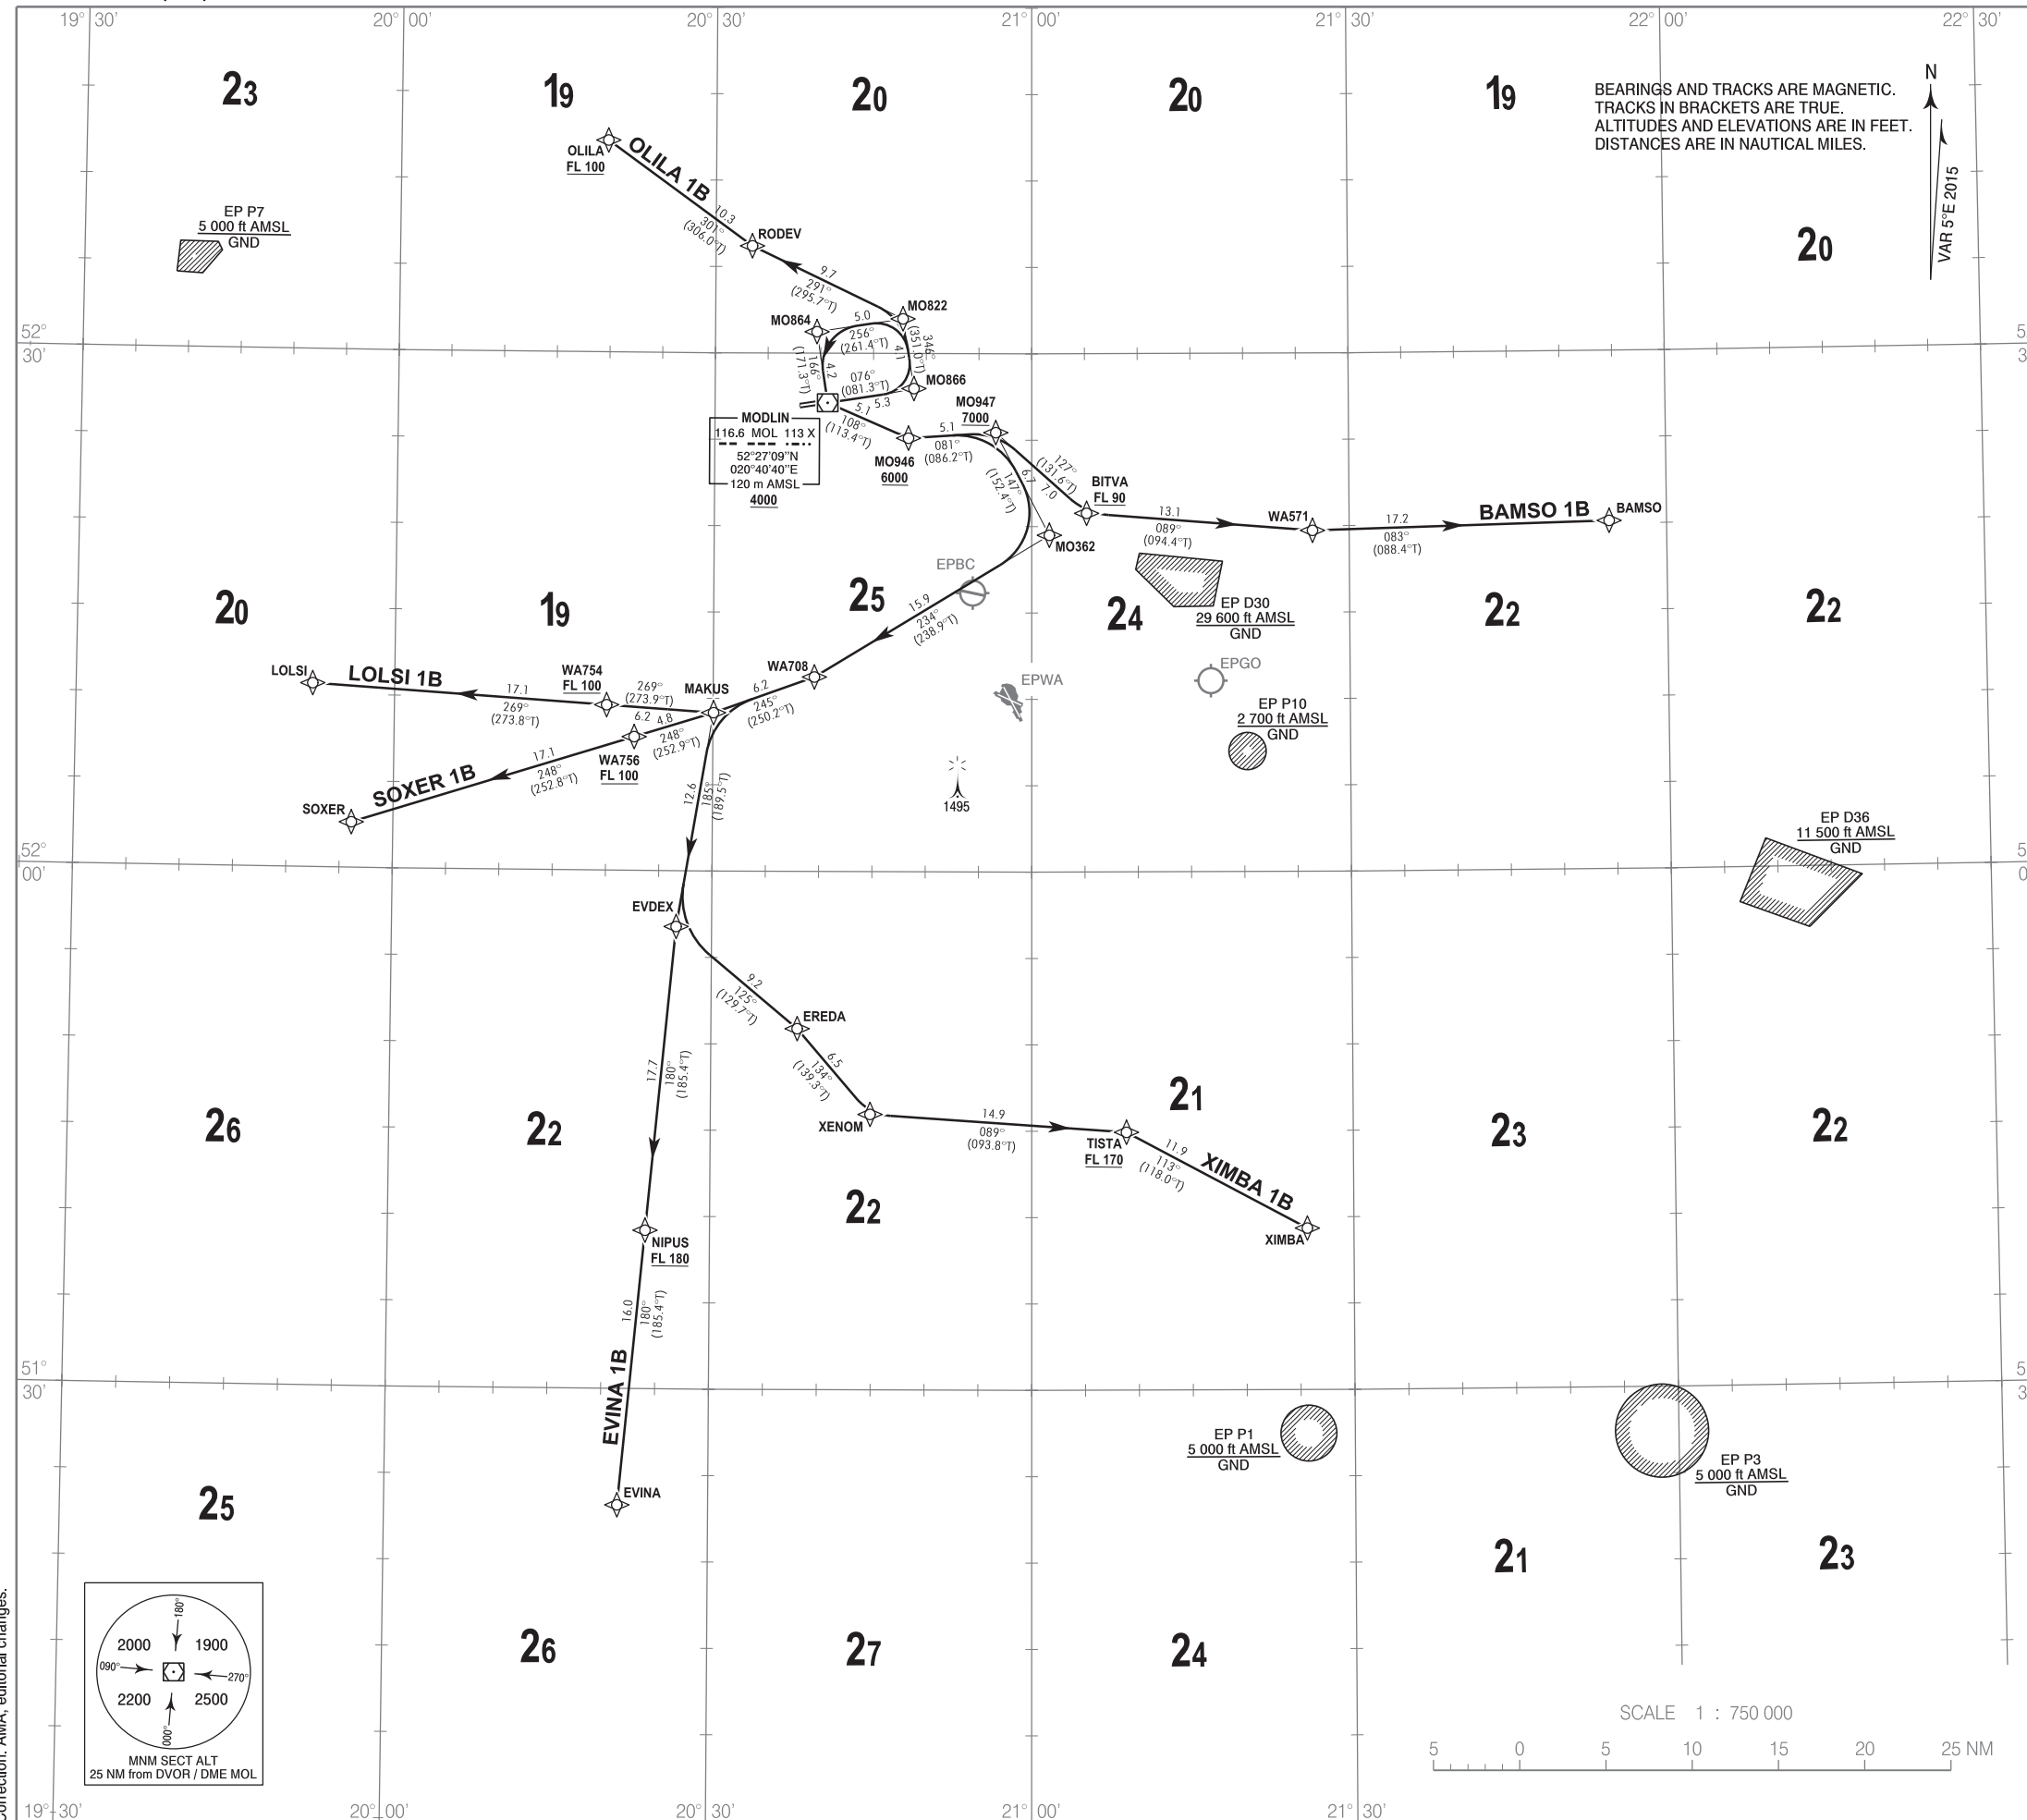 19° 30'
20° 00'
20° 30'
21° 00'
21° 30'
22° 00'
22° 30'
23
19
20
20
19
BEARINGS AND TRACKS ARE MAGNETIC.
TRACKS IN BRACKETS ARE TRUE.
ALTITUDES AND ELEVATIONS ARE IN FEET.
DISTANCES ARE IN NAUTICAL MILES.
N
VAR 5°E 2015
OLILA
FL 100
OLILA 1B
10.3
301°
(306.0°T)
RODEV
EP P7
5 000 ft AMSL
GND
20
9.7
291°
(295.7°T)
MO822
MO864
5.0
256°
(261.4°T)
346°
(351.0°T)
4.1
52°
30'
166°
(171.3°T)
4.2
076°
(081.3°T)
5.3
MO866
MO947
7000
5.1
108°
(113.4°T)
MODLIN
116.6 MOL 113 X
52°27'09"N
020°40'40"E
120 m AMSL
4000
5.1
081°
(086.2°T)
MO946
6000
127°
(131.6°T)
7.0
6.7
147°
(152.4°T)
BITVA
FL 90
13.1
089°
(094.4°T)
WA571
17.2
083°
(088.4°T)
BAMSO 1B
BAMSO
MO362
EPBC
25
20
19
24
22
22
EP D30
29 600 ft AMSL
GND
15.9
234°
(238.9°T)
LOLSI
LOLSI 1B
17.1
269°
(273.8°T)
WA754
FL 100
269°
(273.9°T)
6.2
MAKUS
WA708
6.2
245°
(250.2°T)
EPWA
EPGO
EP P10
2 700 ft AMSL
GND
4.8
248°
(252.9°T)
WA756
FL 100
17.1
248°
(252.8°T)
SOXER 1B
SOXER
12.6
185°
(189.5°T)
1495
EP D36
11 500 ft AMSL
GND
52°
00'
EVDEX
9.2
125°
(129.7°T)
EREDA
6.5
134°
(139.3°T)
17.7
180°
(185.4°T)
XENOM
14.9
089°
(093.8°T)
TISTA
FL 170
11.9
113°
(118.0°T)
XIMBA 1B
XIMBA
26
22
21
23
22
22
NIPUS
FL 180
16.0
180°
(185.4°T)
EVINA 1B
EVINA
51°
30'
EP P1
5 000 ft AMSL
GND
EP P3
5 000 ft AMSL
GND
25
21
23
26
27
24
180°
2000
1900
090°
270°
2200
2500
000°
MNM SECT ALT
25 NM from DVOR / DME MOL
Correction: AMA, editorial changes.
SCALE 1 : 750 000
5 0 5 10 15 20 25 NM
19° 30'
20° 00'
20° 30'
21° 00'
21° 30'